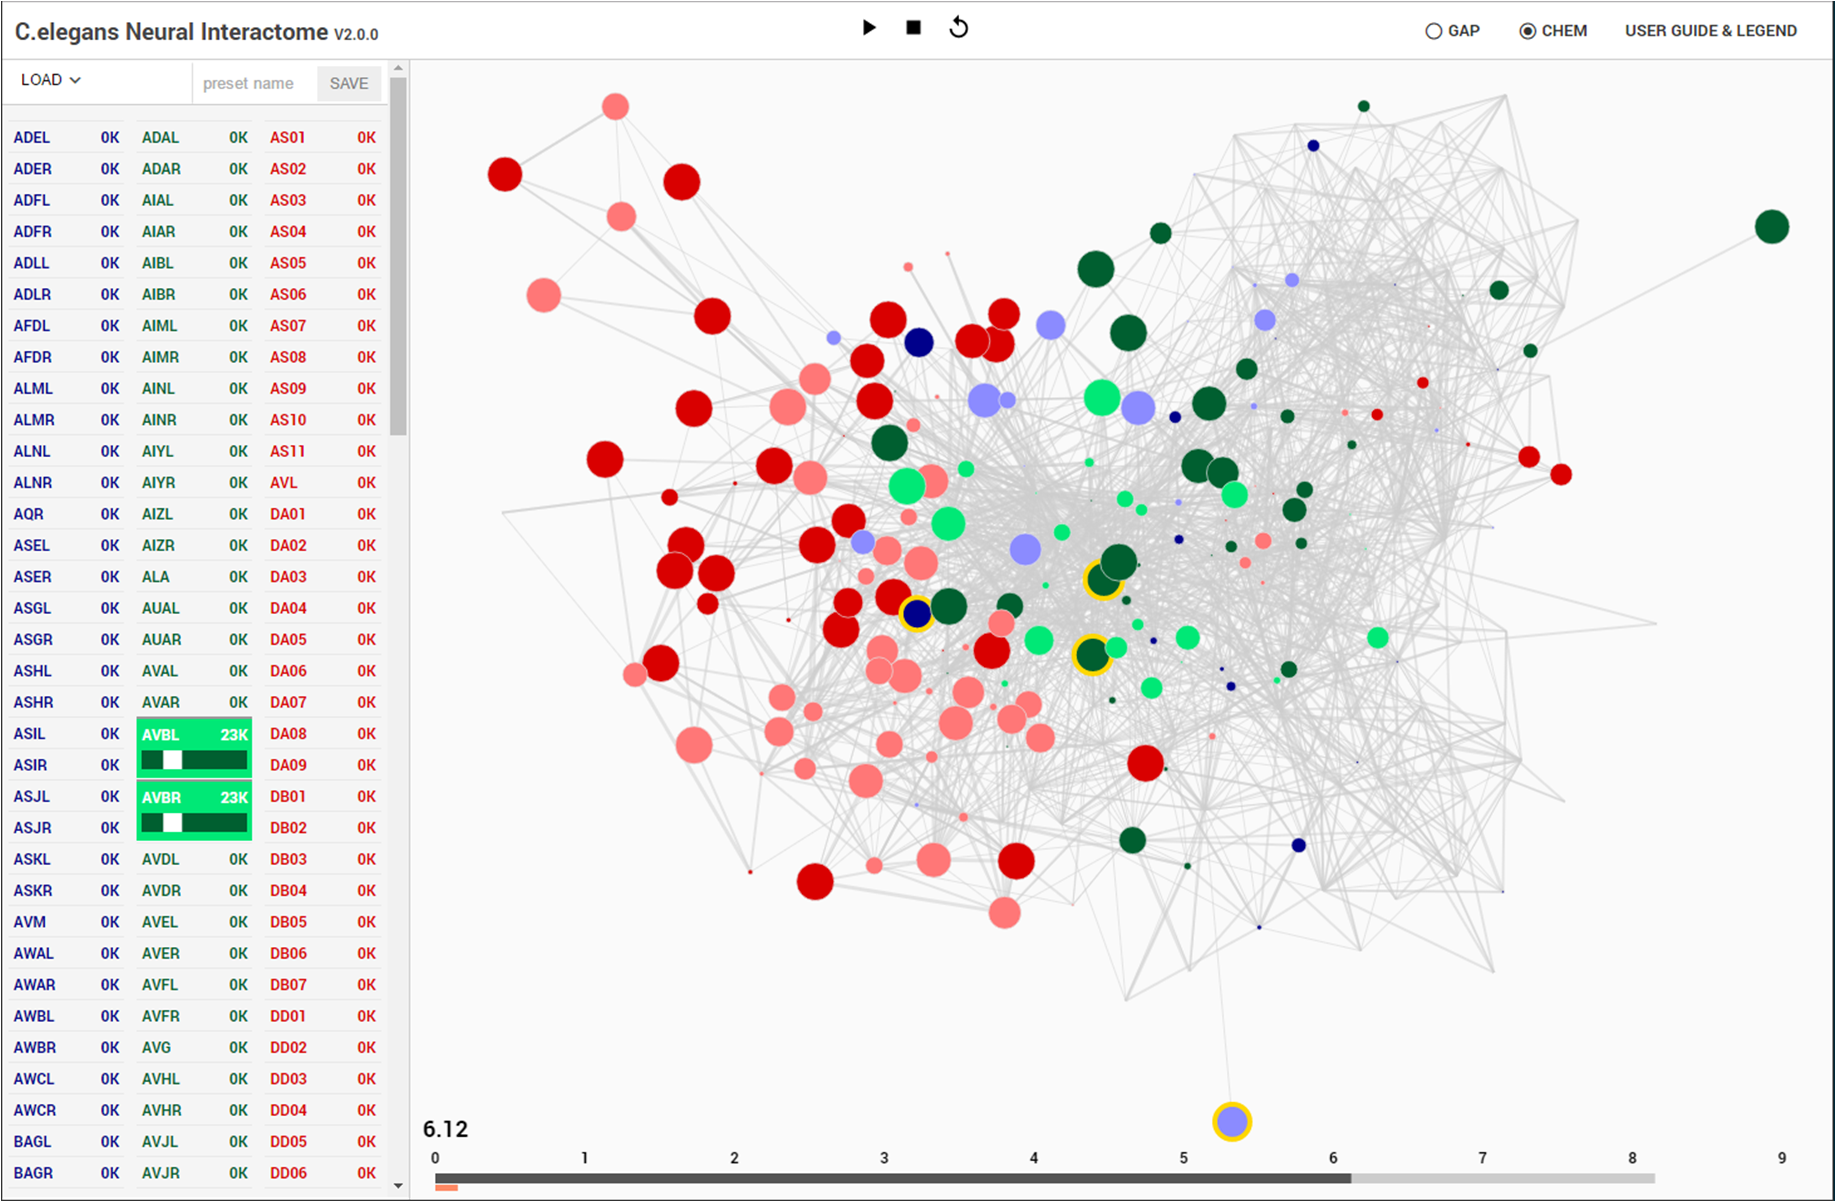 C.elegans Neural Interactome V2.0.0
GAP CHEM USER GUIDE & LEGEND
LOAD preset name SAVE
ADEL 0K ADAL 0K AS01 0K
ADER 0K ADAR 0K AS02 0K
ADFL 0K AIAL 0K AS03 0K
ADFR 0K AIAR 0K AS04 0K
ADLL 0K AIBL 0K AS05 0K
ADLR 0K AIBR 0K AS06 0K
AFDL 0K AIML 0K AS07 0K
AFDR 0K AIMR 0K AS08 0K
ALML 0K AINL 0K AS09 0K
ALMR 0K AINR 0K AS10 0K
ALNL 0K AIYL 0K AS11 0K
ALNR 0K AIYR 0K AVL 0K
AQR 0K AIZL 0K DA01 0K
ASEL 0K AIZR 0K DA02 0K
ASER 0K ALA 0K DA03 0K
ASGL 0K AUAL 0K DA04 0K
ASGR 0K AUAR 0K DA05 0K
ASHL 0K AVAL 0K DA06 0K
ASHR 0K AVAR 0K DA07 0K
ASIL 0K AVBL 23K DA08 0K
ASIR 0K DA09 0K
ASJL 0K AVBR 23K DB01 0K
ASJR 0K DB02 0K
ASKL 0K AVDL 0K DB03 0K
ASKR 0K AVDR 0K DB04 0K
AVM 0K AVEL 0K DB05 0K
AWAL 0K AVER 0K DB06 0K
AWAR 0K AVFL 0K DB07 0K
AWBL 0K AVFR 0K DD01 0K
AWBR 0K AVG 0K DD02 0K
AWCL 0K AVHL 0K DD03 0K
AWCR 0K AVHR 0K DD04 0K
BAGL 0K AVJL 0K DD05 0K
BAGR 0K AVJR 0K DD06 0K
6.12
0 1 2 3 4 5 6 7 8 9